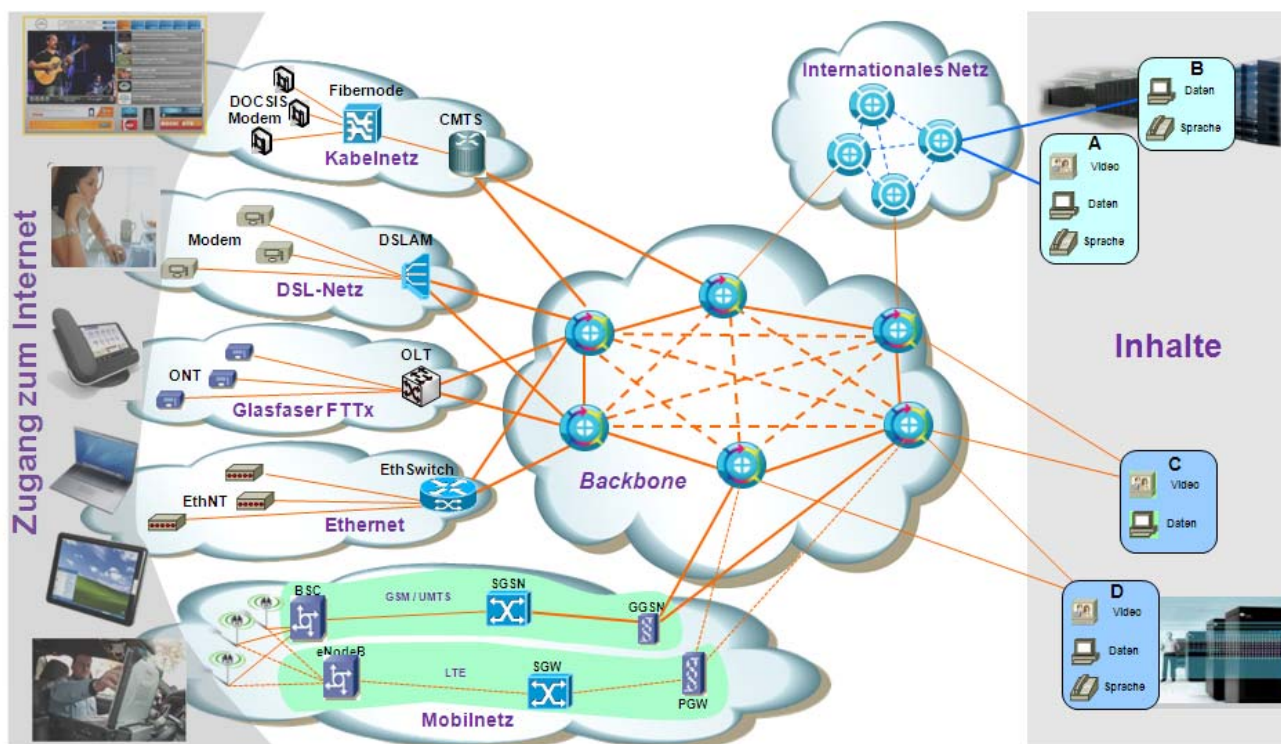 Zugang zum Internet
DOCSIS
Modem
Fibernode
CMTS
Kabelnetz
Modem
DSLAM
DSL-Netz
ONT
OLT
Glasfaser FTTx
EthNT
EthSwitch
Ethernet
BSC
GSM / UMTS
SGSN
GGSN
eNodeB
LTE
SGW
PGW
Mobilnetz
Backbone
Internationales Netz
Inhalte
B
Daten
Sprache
A
Video
Daten
Sprache
C
Video
Daten
D
Video
Daten
Sprache